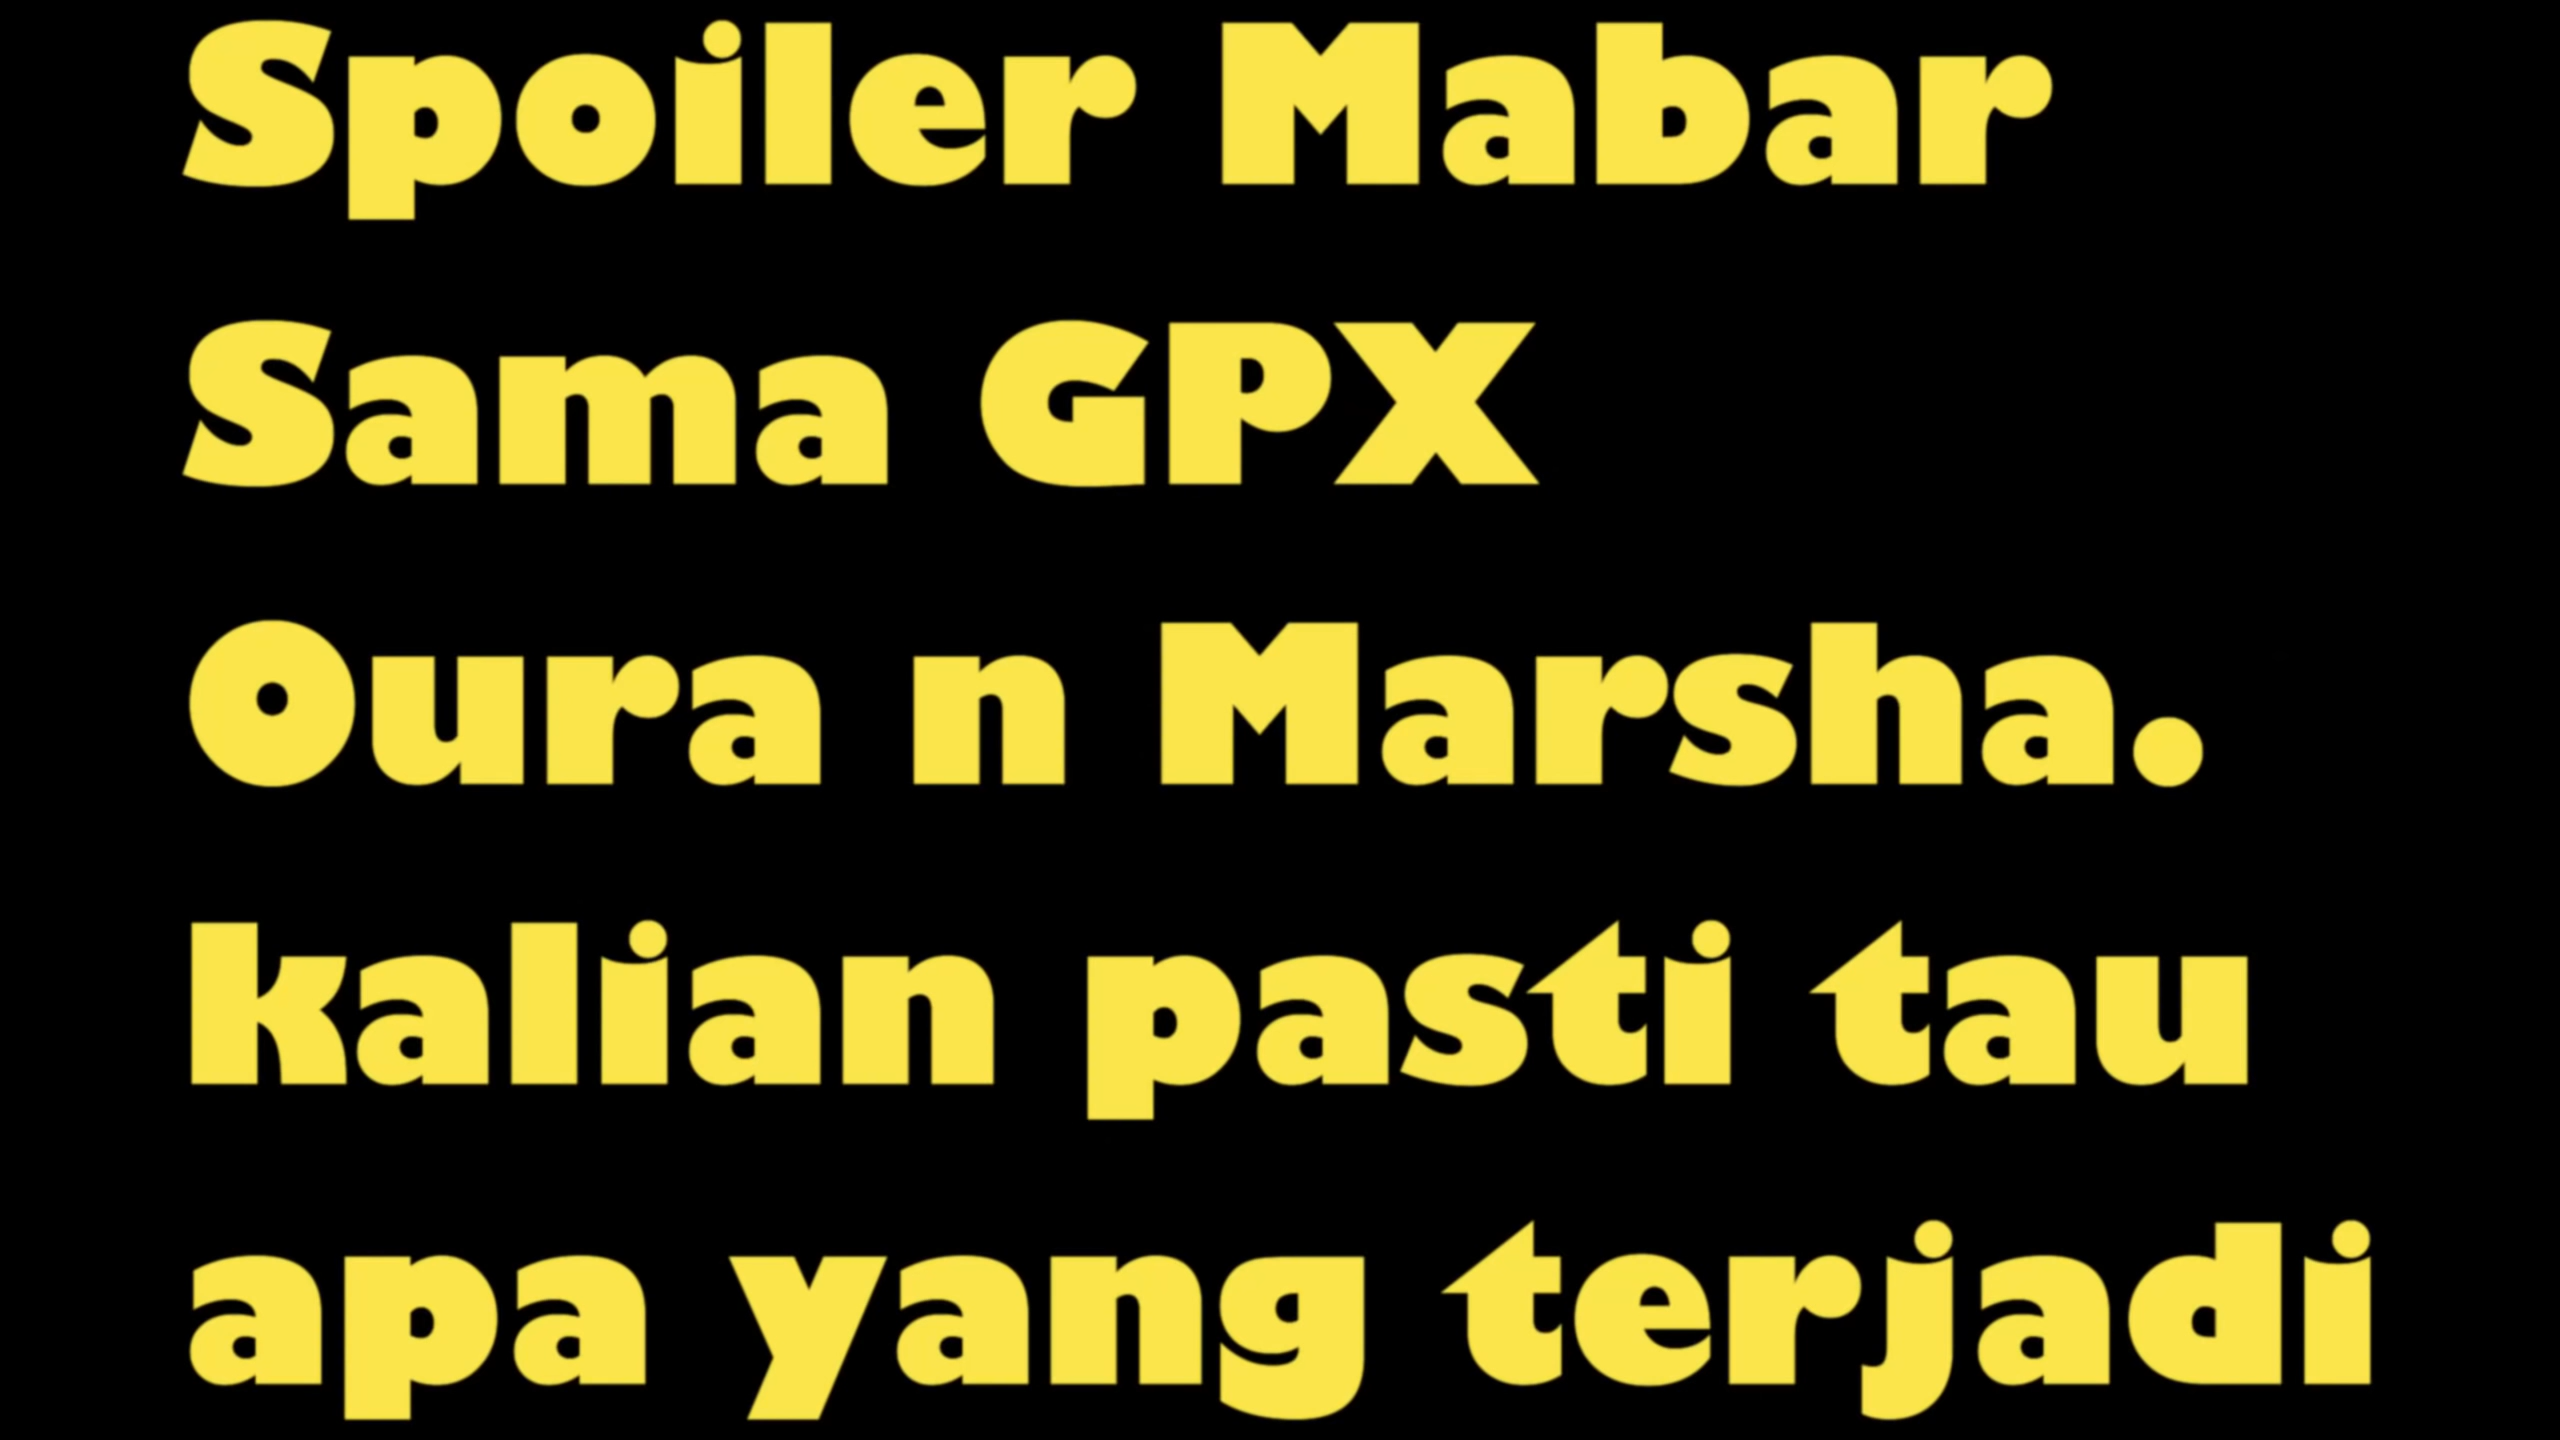 Spoiler Mabar
Sama GPX
Oura n Marsha.
kalian pasti tau
apa yang terjadi